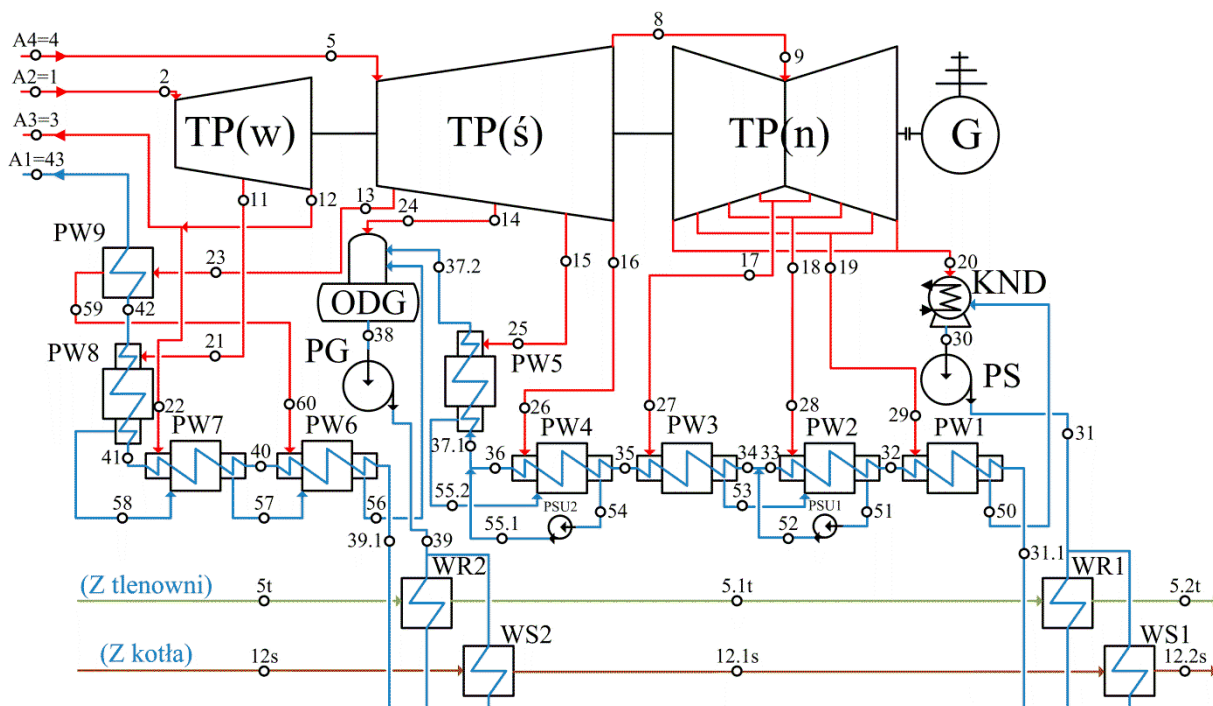 A4=4
5
8
9
A2=1
2
A3=3
A1=43
TP(w)
TP(ś)
TP(n)
G
11
12
13
24
14
15
16
17
18
19
20
PW9
23
59
42
PW8
21
22
ODG
38
PG
37.2
25
PW5
37.1
KND
30
PS
31
26
27
28
29
60
PW7
PW6
PW4
PW3
PW2
PW1
41
40
36
35
34
33
32
58
57
56
55.2
55.1
PSU2
54
53
52
PSU1
51
50
39.1
39
31.1
(Z tlenowni)
5t
WR2
5.1t
WR1
5.2t
(Z kotła)
12s
WS2
12.1s
WS1
12.2s